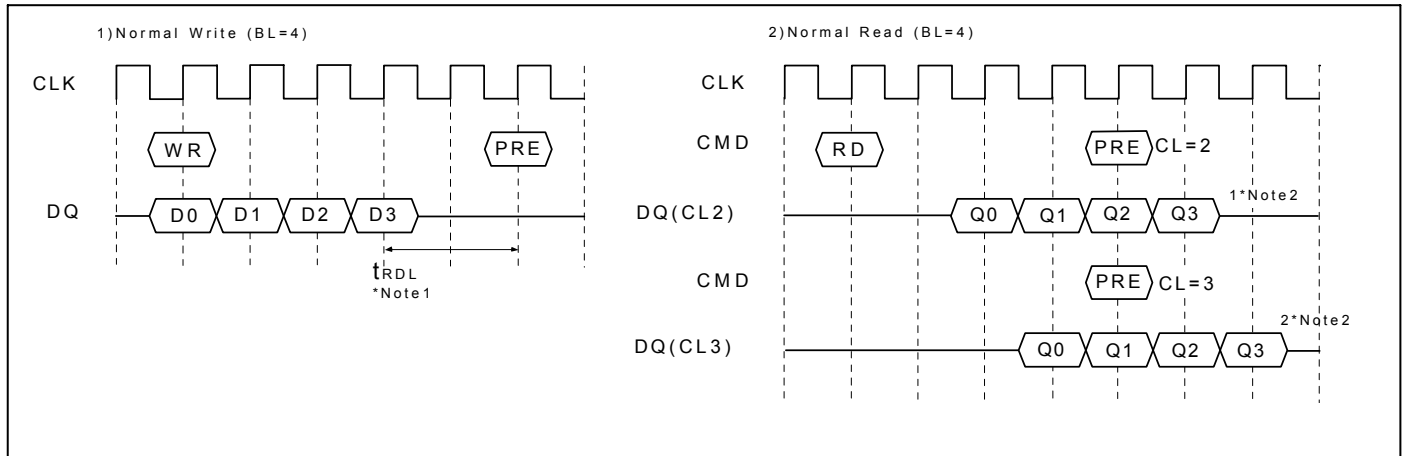 1)Normal Write (BL=4)
CLK
WR
PRE
DQ
D0 D1 D2 D3
tRDL
*Note1
2)Normal Read (BL=4)
CLK
CMD
RD
PRE CL=2
DQ(CL2)
Q0 Q1 Q2 Q3
1*Note2
CMD
PRE CL=3
DQ(CL3)
Q0 Q1 Q2 Q3
2*Note2